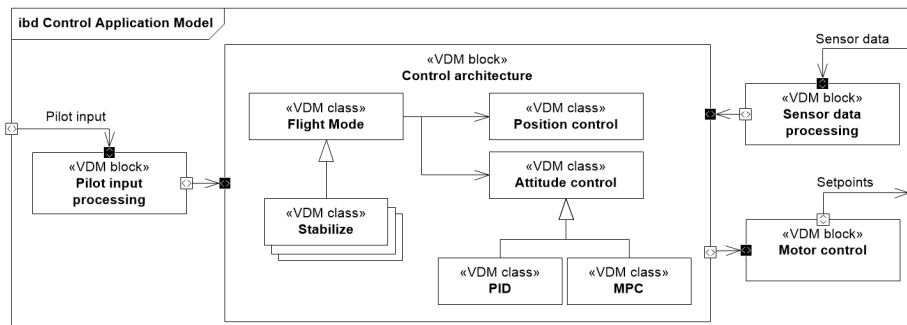 ibd Control Application Model
Sensor data
«VDM block»
Control architecture
«VDM block»
Sensor data
processing
«VDM class»
Flight Mode
«VDM class»
Position control
Pilot input
«VDM block»
Pilot input
processing
«VDM class»
Attitude control
Setpoints
«VDM class»
Stabilize
«VDM block»
Motor control
«VDM class»
PID
«VDM class»
MPC